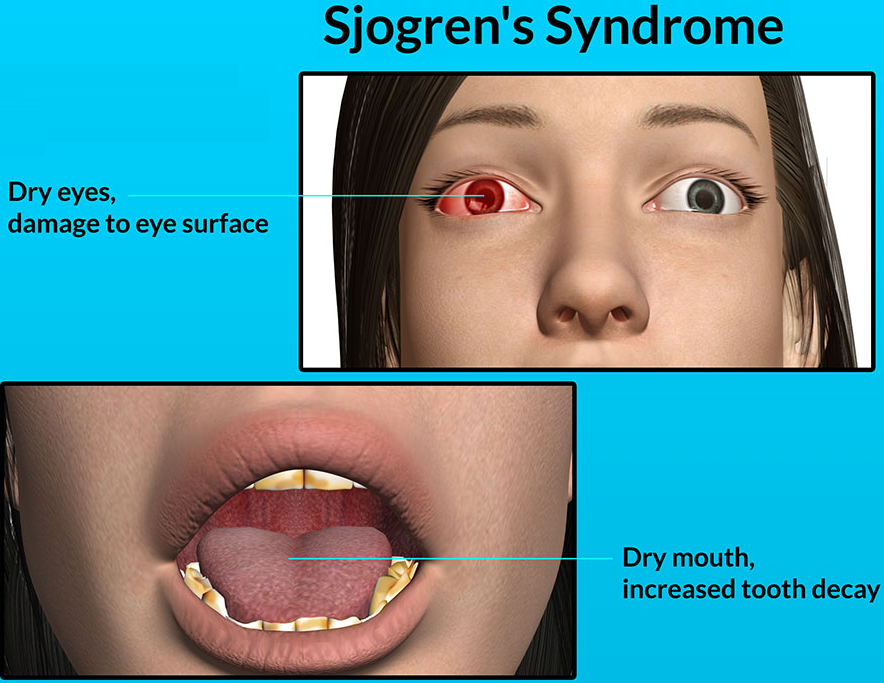 Sjogren's Syndrome
Dry eyes,
damage to eye surface
Dry mouth,
increased tooth decay